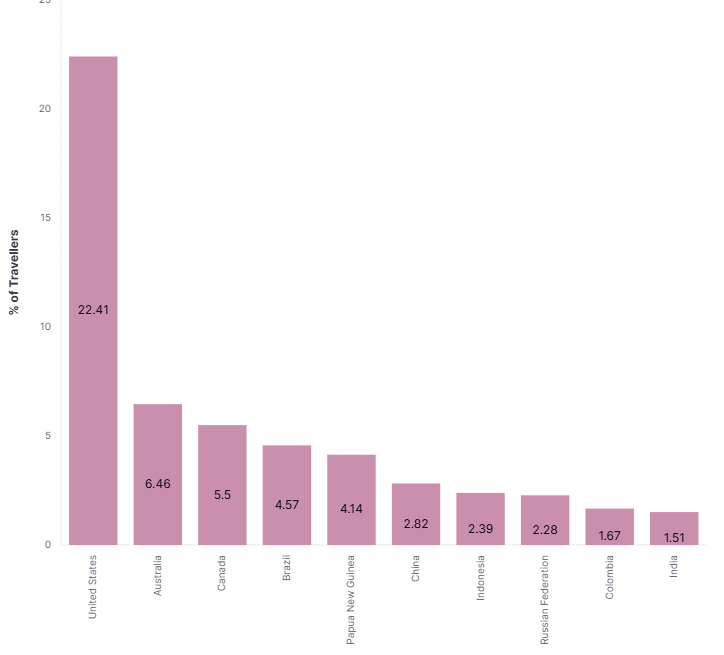 25
20
15
10
5
0
% of Travellers
22.41
6.46
5.5
4.57
4.14
2.82
2.39
2.28
1.67
1.51
United States
Australia
Canada
Brazil
Papua New Guinea
China
Indonesia
Russian Federation
Colombia
India